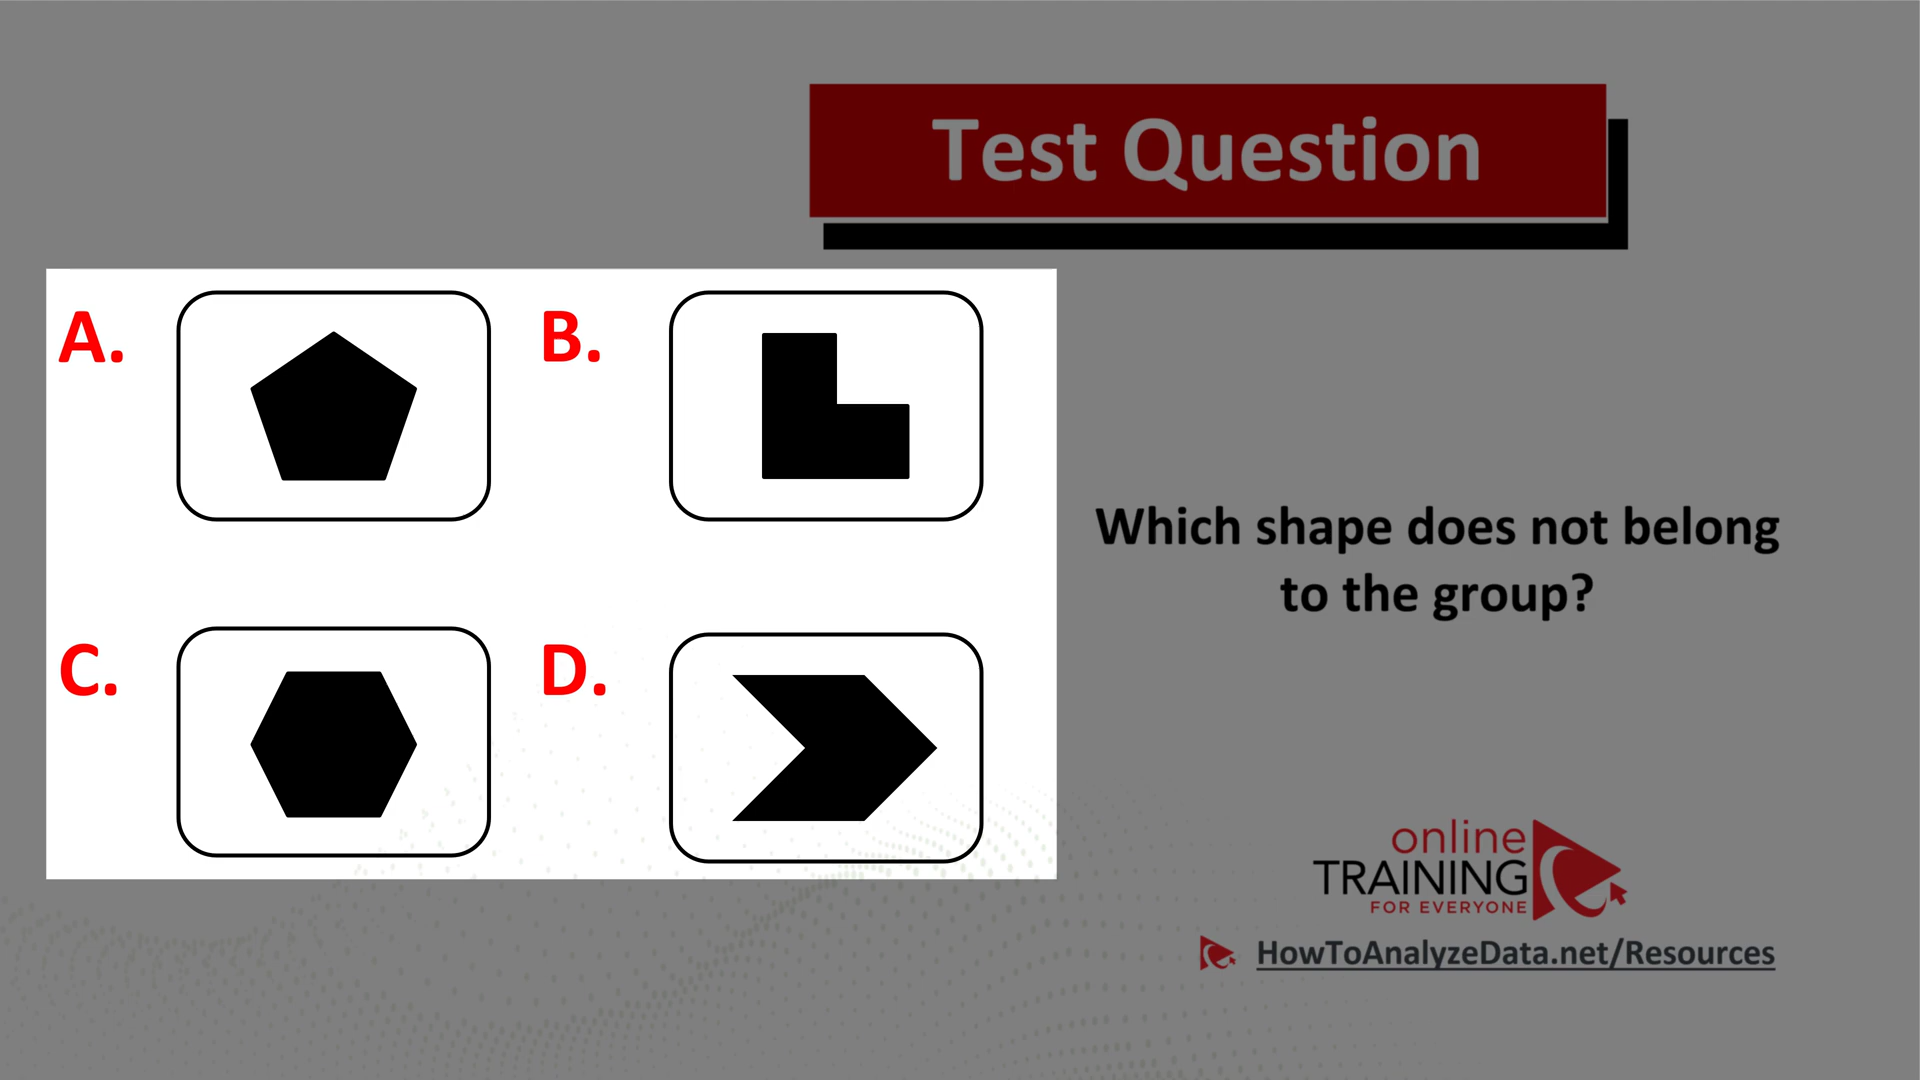 Test Question
A.
B.
C.
D.
Which shape does not belong
to the group?
online
TRAINING
FOR EVERYONE
HowToAnalyzeData.net/Resources